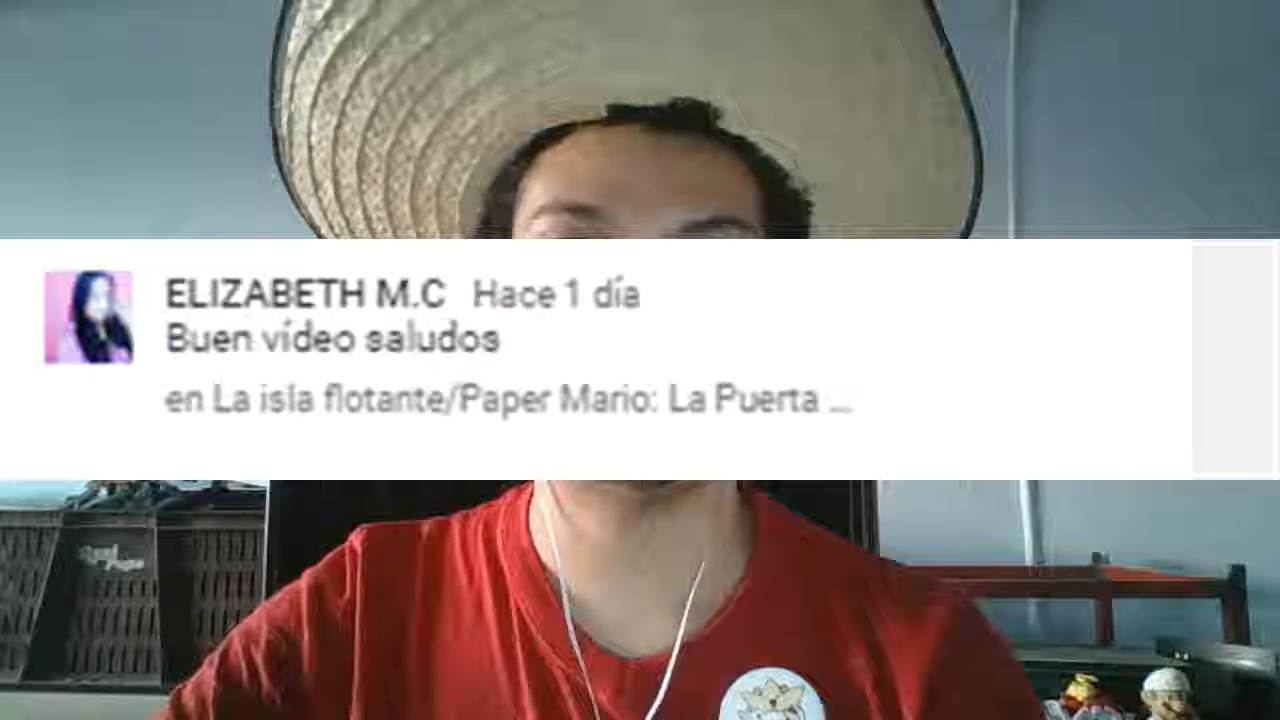 ELIZABETH M.C Hace 1 día
Buen vídeo saludos
en La isla flotante/Paper Mario: La Puerta ...